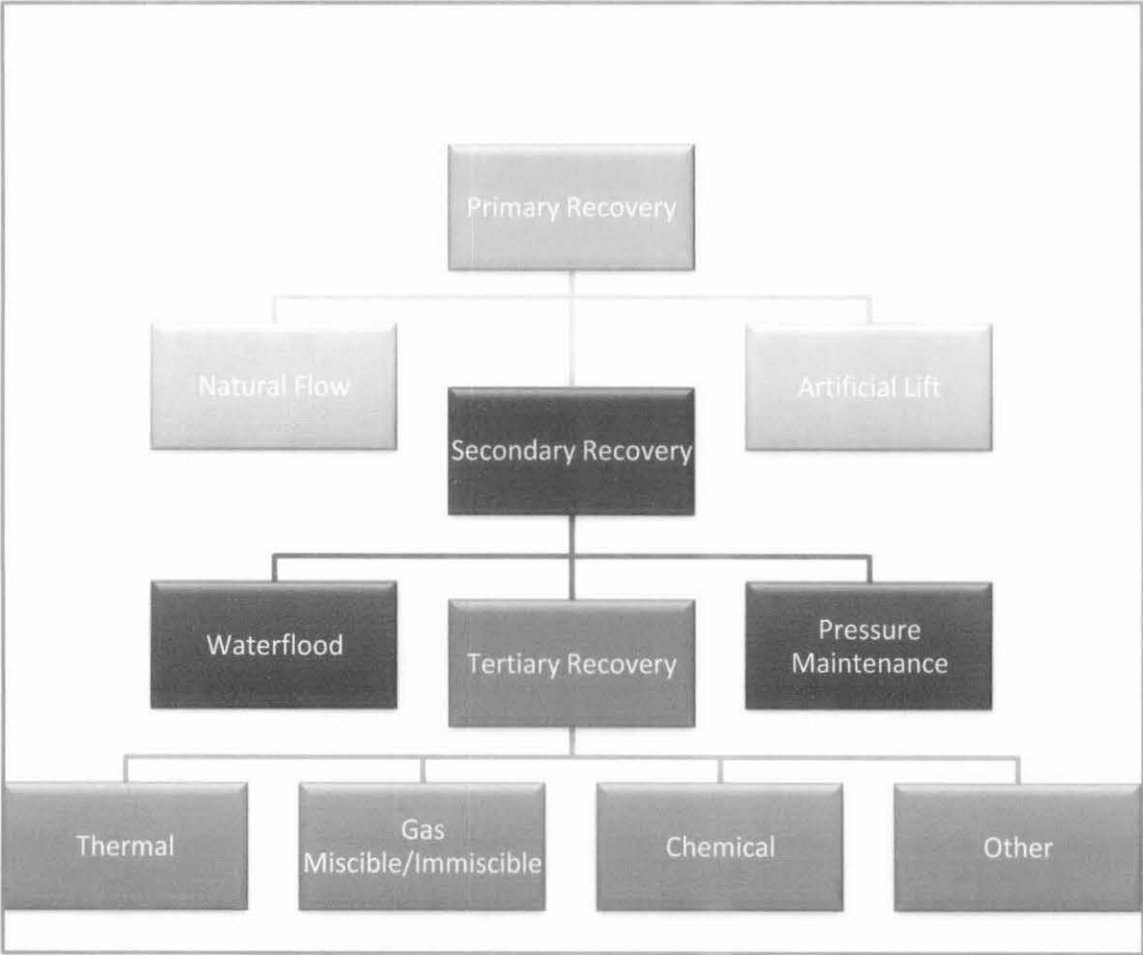 Primary Recovery
Natural Flow
Artificial Lift
Secondary Recovery
Waterflood
Tertiary Recovery
Pressure
Maintenance
Thermal
Gas
Miscible/Immiscible
Chemical
Other